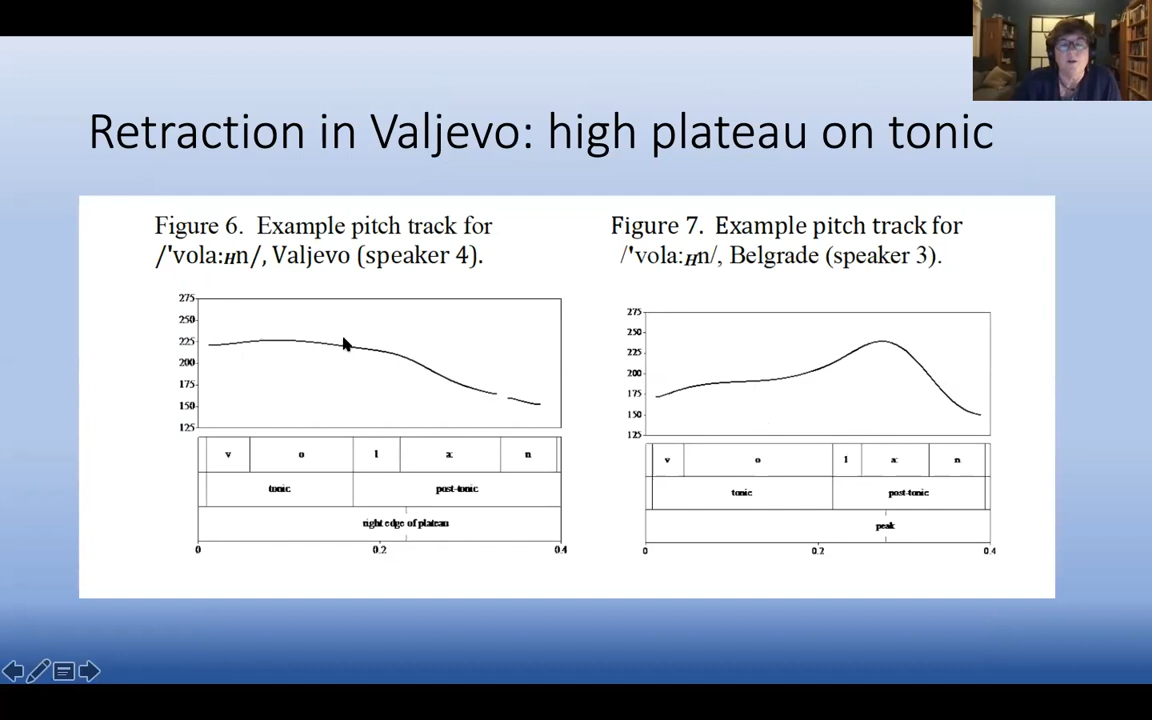 Retraction in Valjevo: high plateau on tonic
Figure 6. Example pitch track for
/'vola:Hn/, Valjevo (speaker 4).
275
250
225
200
175
150
125
v o l a: n
tonic post-tonic
right edge of plateau
0 0.2 0.4
Figure 7. Example pitch track for
/'vola:Hn/, Belgrade (speaker 3).
275
250
225
200
175
150
125
v o l a: n
tonic post-tonic
peak
0 0.2 0.4